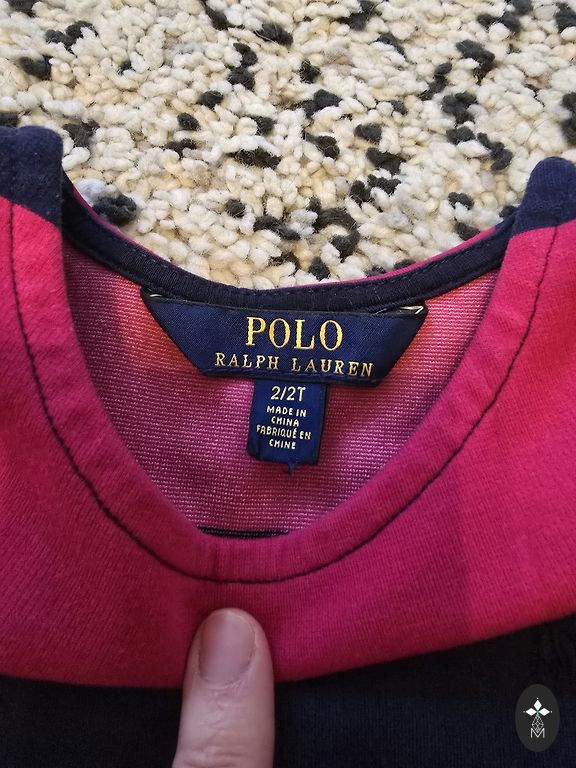 POLO
RALPH LAUREN
2/2T
MADE IN
CHINA
FABRIQUÉ EN
CHINE
M